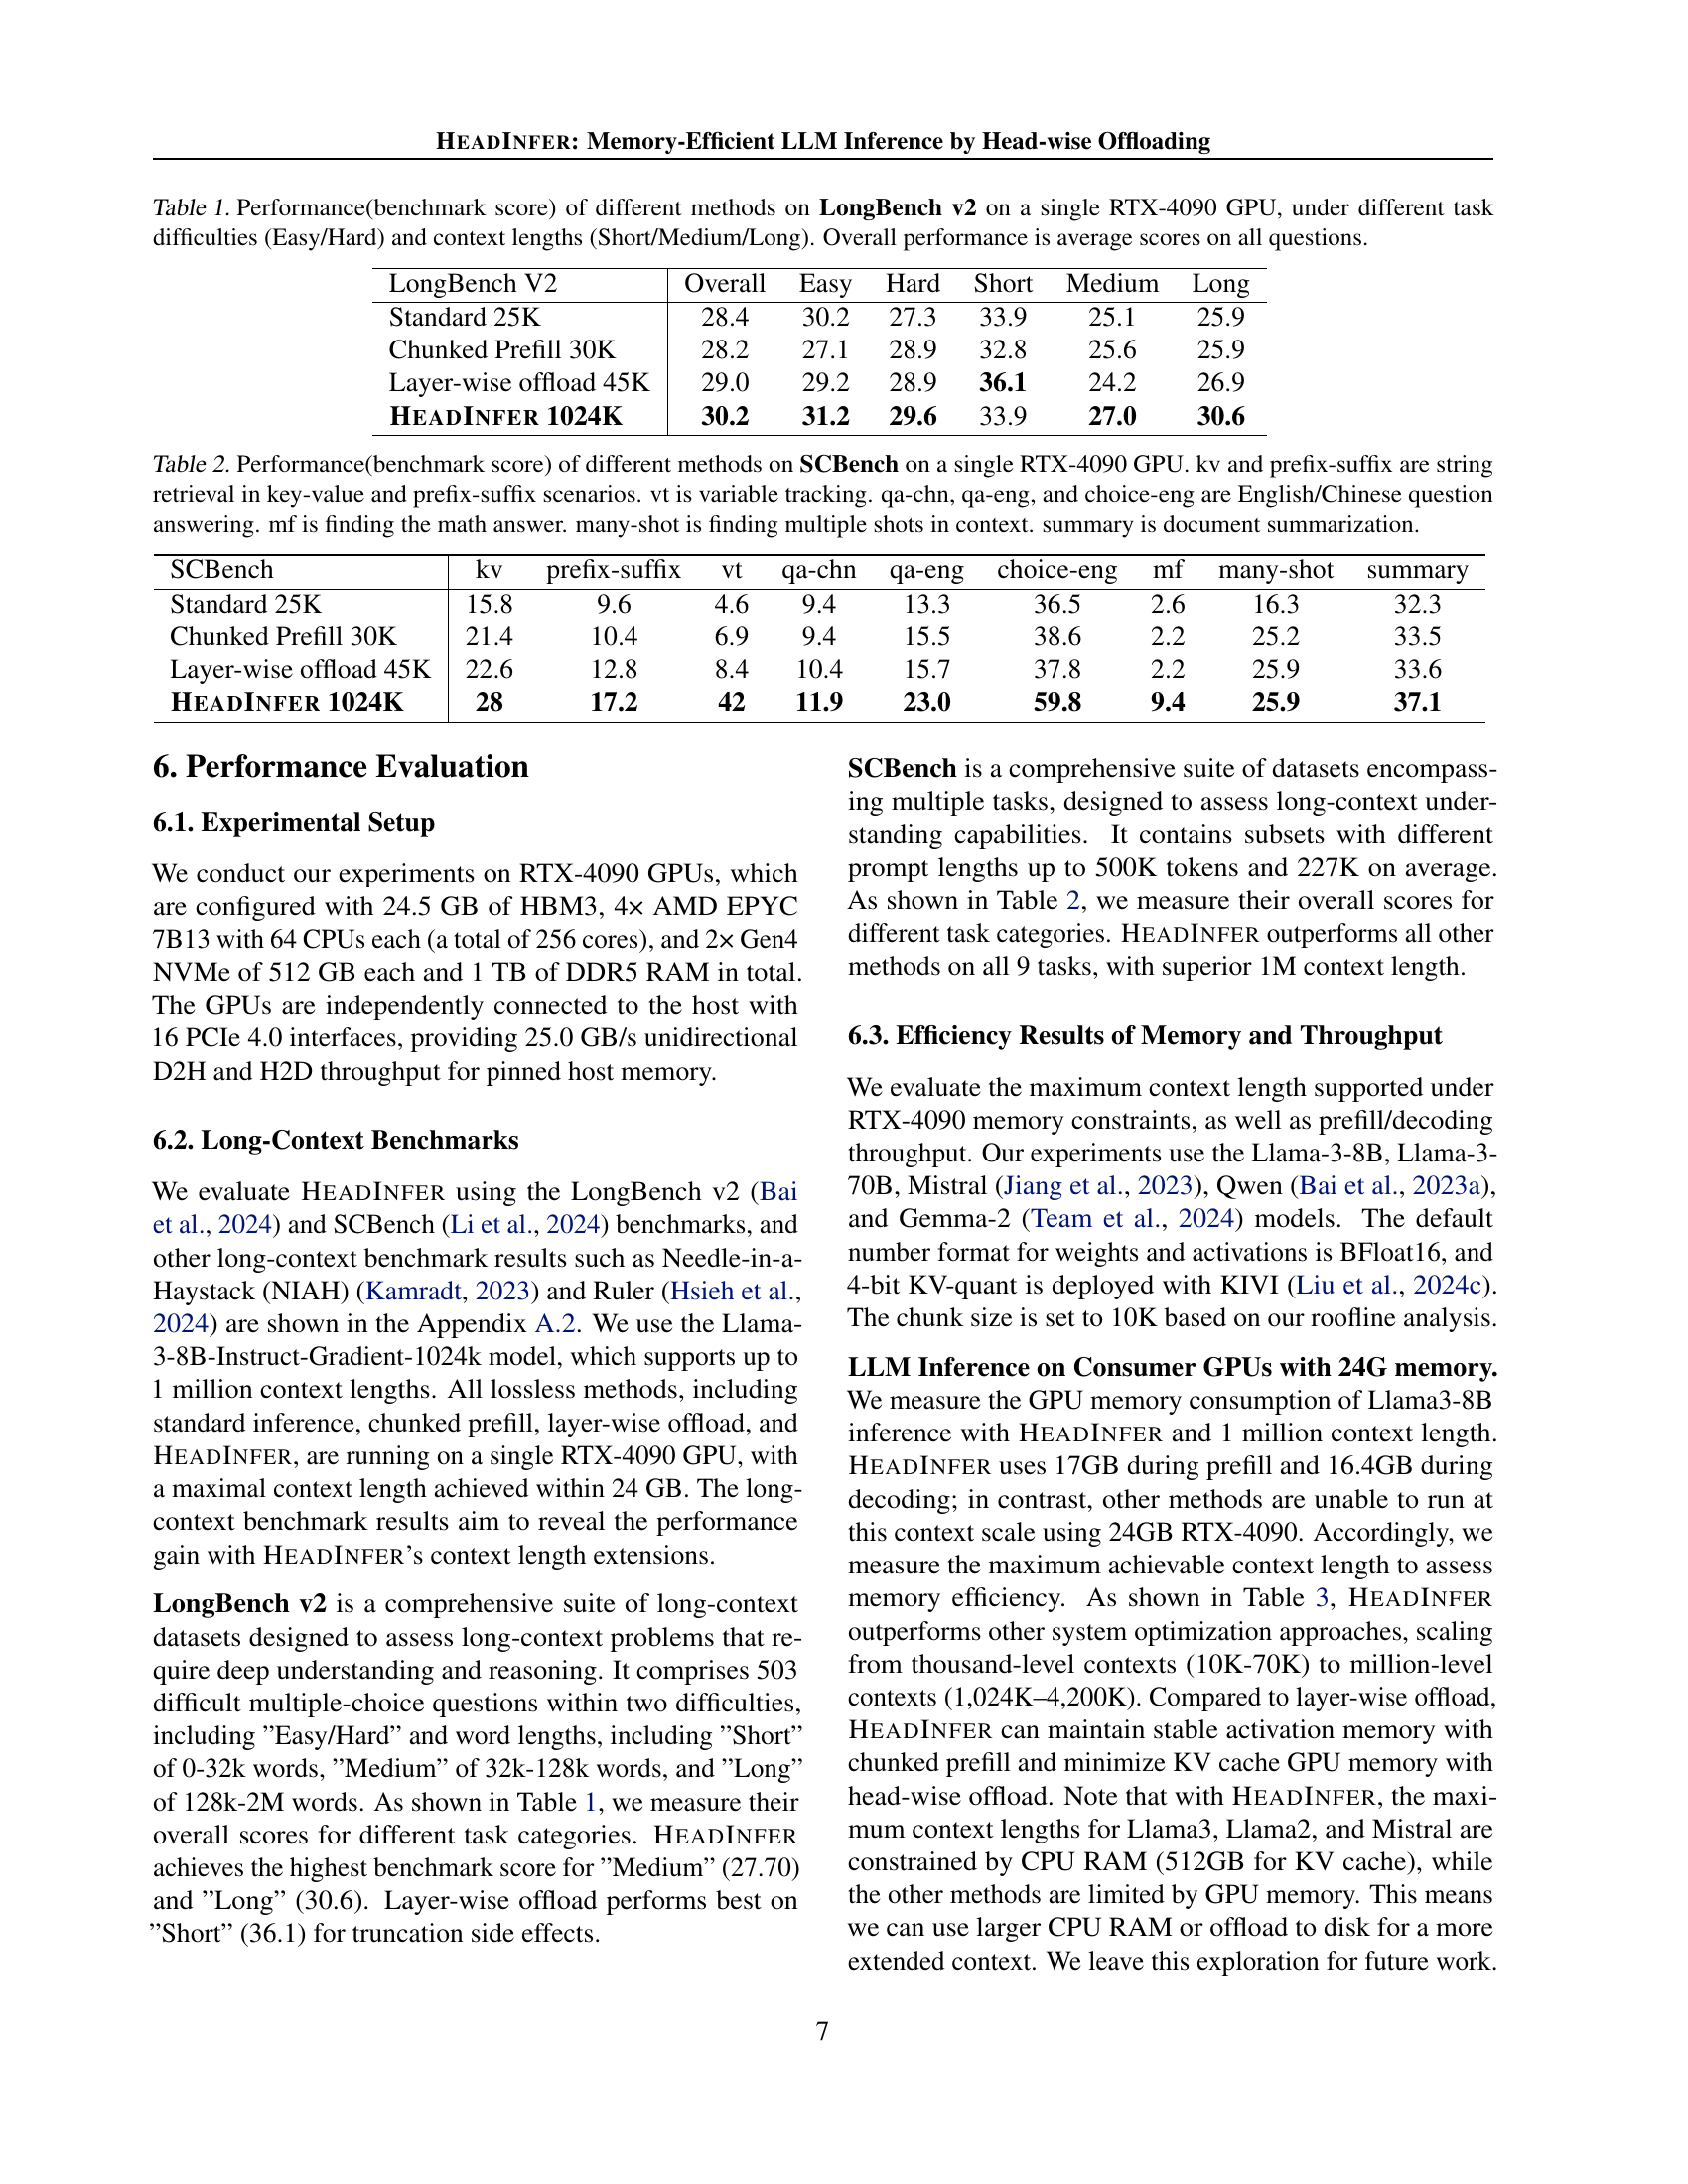 HEADINFER: Memory-Efficient LLM Inference by Head-wise Offloading
Table 1. Performance(benchmark score) of different methods on LongBench v2 on a single RTX-4090 GPU, under different task
difficulties (Easy/Hard) and context lengths (Short/Medium/Long). Overall performance is average scores on all questions.
LongBench V2 Overall Easy Hard Short Medium Long
Standard 25K 28.4 30.2 27.3 33.9 25.1 25.9
Chunked Prefill 30K 28.2 27.1 28.9 32.8 25.6 25.9
Layer-wise offload 45K 29.0 29.2 28.9 36.1 24.2 26.9
HEADINFER 1024K 30.2 31.2 29.6 33.9 27.0 30.6
Table 2. Performance(benchmark score) of different methods on SCBench on a single RTX-4090 GPU. kv and prefix-suffix are string
retrieval in key-value and prefix-suffix scenarios. vt is variable tracking. qa-chn, qa-eng, and choice-eng are English/Chinese question
answering. mf is finding the math answer. many-shot is finding multiple shots in context. summary is document summarization.
SCBench kv prefix-suffix vt qa-chn qa-eng choice-eng mf many-shot summary
Standard 25K 15.8 9.6 4.6 9.4 13.3 36.5 2.6 16.3 32.3
Chunked Prefill 30K 21.4 10.4 6.9 9.4 15.5 38.6 2.2 25.2 33.5
Layer-wise offload 45K 22.6 12.8 8.4 10.4 15.7 37.8 2.2 25.9 33.6
HEADINFER 1024K 28 17.2 42 11.9 23.0 59.8 9.4 25.9 37.1
6. Performance Evaluation
6.1. Experimental Setup
We conduct our experiments on RTX-4090 GPUs, which
are configured with 24.5 GB of HBM3, 4× AMD EPYC
7B13 with 64 CPUs each (a total of 256 cores), and 2× Gen4
NVMe of 512 GB each and 1 TB of DDR5 RAM in total.
The GPUs are independently connected to the host with
16 PCIe 4.0 interfaces, providing 25.0 GB/s unidirectional
D2H and H2D throughput for pinned host memory.
6.2. Long-Context Benchmarks
We evaluate HEADINFER using the LongBench v2 (Bai
et al., 2024) and SCBench (Li et al., 2024) benchmarks, and
other long-context benchmark results such as Needle-in-a-
Haystack (NIAH) (Kamradt, 2023) and Ruler (Hsieh et al.,
2024) are shown in the Appendix A.2. We use the Llama-
3-8B-Instruct-Gradient-1024k model, which supports up to
1 million context lengths. All lossless methods, including
standard inference, chunked prefill, layer-wise offload, and
HEADINFER, are running on a single RTX-4090 GPU, with
a maximal context length achieved within 24 GB. The long-
context benchmark results aim to reveal the performance
gain with HEADINFER's context length extensions.
LongBench v2 is a comprehensive suite of long-context
datasets designed to assess long-context problems that re-
quire deep understanding and reasoning. It comprises 503
difficult multiple-choice questions within two difficulties,
including ”Easy/Hard” and word lengths, including ”Short”
of 0-32k words, ”Medium” of 32k-128k words, and ”Long”
of 128k-2M words. As shown in Table 1, we measure their
overall scores for different task categories. HEADINFER
achieves the highest benchmark score for ”Medium” (27.70)
and ”Long” (30.6). Layer-wise offload performs best on
”Short” (36.1) for truncation side effects.
SCBench is a comprehensive suite of datasets encompass-
ing multiple tasks, designed to assess long-context under-
standing capabilities. It contains subsets with different
prompt lengths up to 500K tokens and 227K on average.
As shown in Table 2, we measure their overall scores for
different task categories. HEADINFER outperforms all other
methods on all 9 tasks, with superior 1M context length.
6.3. Efficiency Results of Memory and Throughput
We evaluate the maximum context length supported under
RTX-4090 memory constraints, as well as prefill/decoding
throughput. Our experiments use the Llama-3-8B, Llama-3-
70B, Mistral (Jiang et al., 2023), Qwen (Bai et al., 2023a),
and Gemma-2 (Team et al., 2024) models. The default
number format for weights and activations is BFloat16, and
4-bit KV-quant is deployed with KIVI (Liu et al., 2024c).
The chunk size is set to 10K based on our roofline analysis.
LLM Inference on Consumer GPUs with 24G memory.
We measure the GPU memory consumption of Llama3-8B
inference with HEADINFER and 1 million context length.
HEADINFER uses 17GB during prefill and 16.4GB during
decoding; in contrast, other methods are unable to run at
this context scale using 24GB RTX-4090. Accordingly, we
measure the maximum achievable context length to assess
memory efficiency. As shown in Table 3, HEADINFER
outperforms other system optimization approaches, scaling
from thousand-level contexts (10K-70K) to million-level
contexts (1,024K–4,200K). Compared to layer-wise offload,
HEADINFER can maintain stable activation memory with
chunked prefill and minimize KV cache GPU memory with
head-wise offload. Note that with HEADINFER, the maxi-
mum context lengths for Llama3, Llama2, and Mistral are
constrained by CPU RAM (512GB for KV cache), while
the other methods are limited by GPU memory. This means
we can use larger CPU RAM or offload to disk for a more
extended context. We leave this exploration for future work.
7